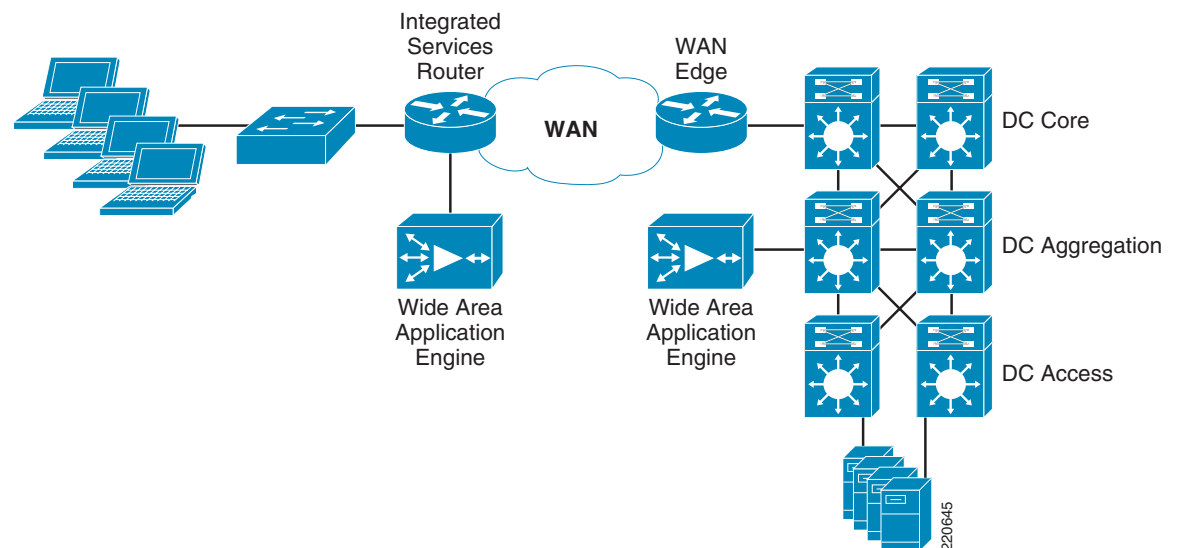 Integrated
Services
Router
WAN
Edge
WAN
DC Core
DC Aggregation
Wide Area
Application
Engine
Wide Area
Application
Engine
DC Access
220645